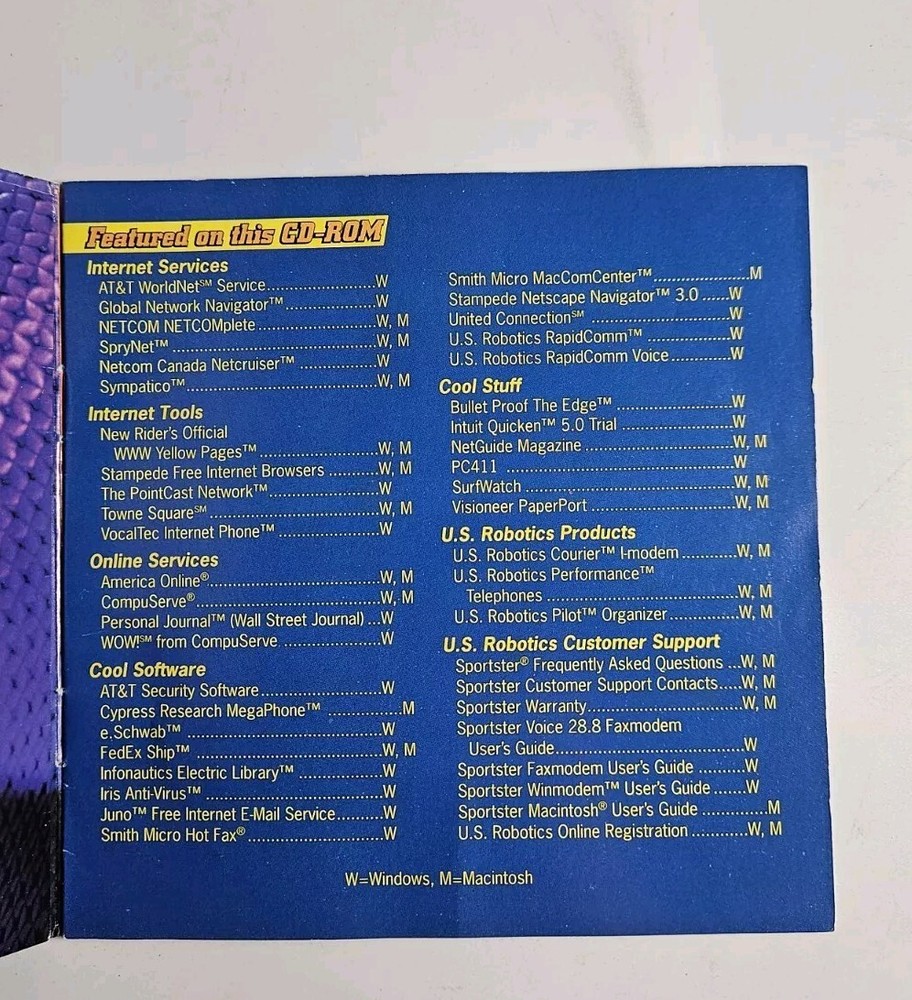 Featured on this CD-ROM
Internet Services
AT&T WorldNet℠ Service..........................W
Global Network Navigator™......................W
NETCOM NETCOMplete............................W, M
SpryNet™................................................W, M
Netcom Canada Netcruiser™...................W
Sympatico™............................................W, M
Internet Tools
New Rider's Official
WWW Yellow Pages™............................W, M
Stampede Free Internet Browsers...........W, M
The PointCast Network™..........................W
Towne Square℠.......................................W, M
VocalTec Internet Phone™........................W
Online Services
America Online®.......................................W, M
CompuServe®..........................................W, M
Personal Journal™ (Wall Street Journal)...W
WOW!℠ from CompuServe.......................W
Cool Software
AT&T Security Software............................W
Cypress Research MegaPhone™..................M
e.Schwab™..............................................W
FedEx Ship™............................................W, M
Infonautics Electric Library™....................W
Iris Anti-Virus™........................................W
Juno™ Free Internet E-Mail Service..........W
Smith Micro Hot Fax®..............................W
Smith Micro MacComCenter™.......................M
Stampede Netscape Navigator™ 3.0......W
United Connection℠...................................W
U.S. Robotics RapidComm™......................W
U.S. Robotics RapidComm Voice..............W
Cool Stuff
Bullet Proof The Edge™...........................W
Intuit Quicken™ 5.0 Trial...........................W
NetGuide Magazine...................................W, M
PC411......................................................W
SurfWatch.................................................W, M
Visioneer PaperPort..................................W, M
U.S. Robotics Products
U.S. Robotics Courier™ I-modem.............W, M
U.S. Robotics Performance™
Telephones..............................................W, M
U.S. Robotics Pilot™ Organizer.................W, M
U.S. Robotics Customer Support
Sportster® Frequently Asked Questions...W, M
Sportster Customer Support Contacts.....W, M
Sportster Warranty....................................W, M
Sportster Voice 28.8 Faxmodem
User's Guide............................................W
Sportster Faxmodem User's Guide..........W
Sportster Winmodem™ User's Guide.......W
Sportster Macintosh® User's Guide..............M
U.S. Robotics Online Registration............W, M
W=Windows, M=Macintosh